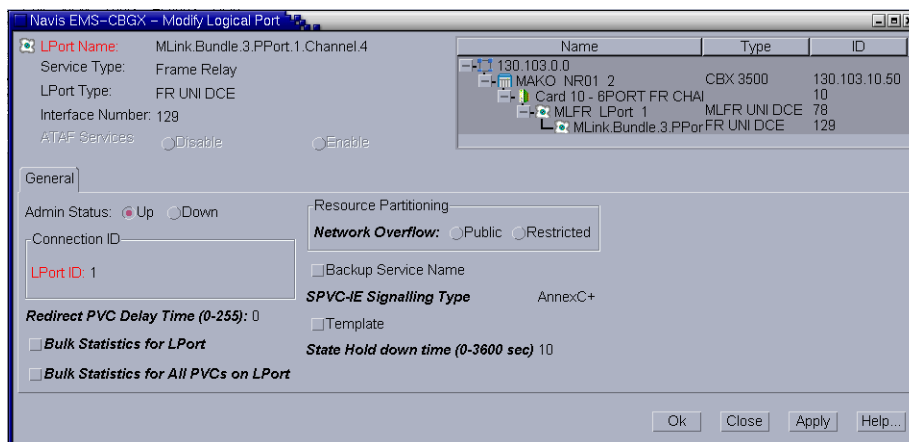 Navis EMS-CBGX - Modify Logical Port
LPort Name: MLink.Bundle.3.PPort.1.Channel.4
Service Type: Frame Relay
LPort Type: FR UNI DCE
Interface Number: 129
ATAF Services Disable Enable
Name Type ID
130.103.0.0
MAKO_NR01_2 CBX 3500 130.103.10.50
Card 10 - 6PORT FR CHAI 10
MLFR_LPort_1 MLFR UNI DCE 78
MLink.Bundle.3.PPor FR UNI DCE 129
General
Admin Status: Up Down
Connection ID
LPort ID: 1
Redirect PVC Delay Time (0-255): 0
Bulk Statistics for LPort
Bulk Statistics for All PVCs on LPort
Resource Partitioning
Network Overflow: Public Restricted
Backup Service Name
SPVC-IE Signalling Type AnnexC+
Template
State Hold down time (0-3600 sec) 10
Ok Close Apply Help...